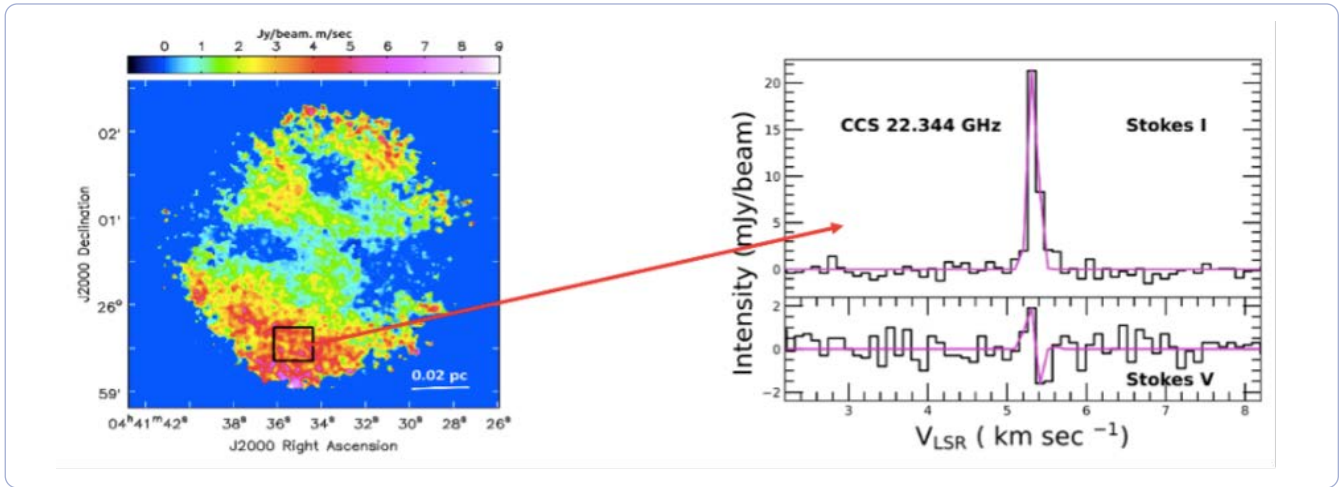 Jy/beam. m/sec
0 1 2 3 4 5 6 7 8 9
02'
01'
26°
59'
J2000 Declination
0.02 pc
04ʰ41ᵐ42ˢ 38ˢ 36ˢ 34ˢ 32ˢ 30ˢ 28ˢ 26ˢ
J2000 Right Ascension
CCS 22.344 GHz
Stokes I
20
15
10
5
0
Intensity (mJy/beam)
2
0
−2
Stokes V
3 4 5 6 7 8
V_LSR ( km sec ⁻¹)